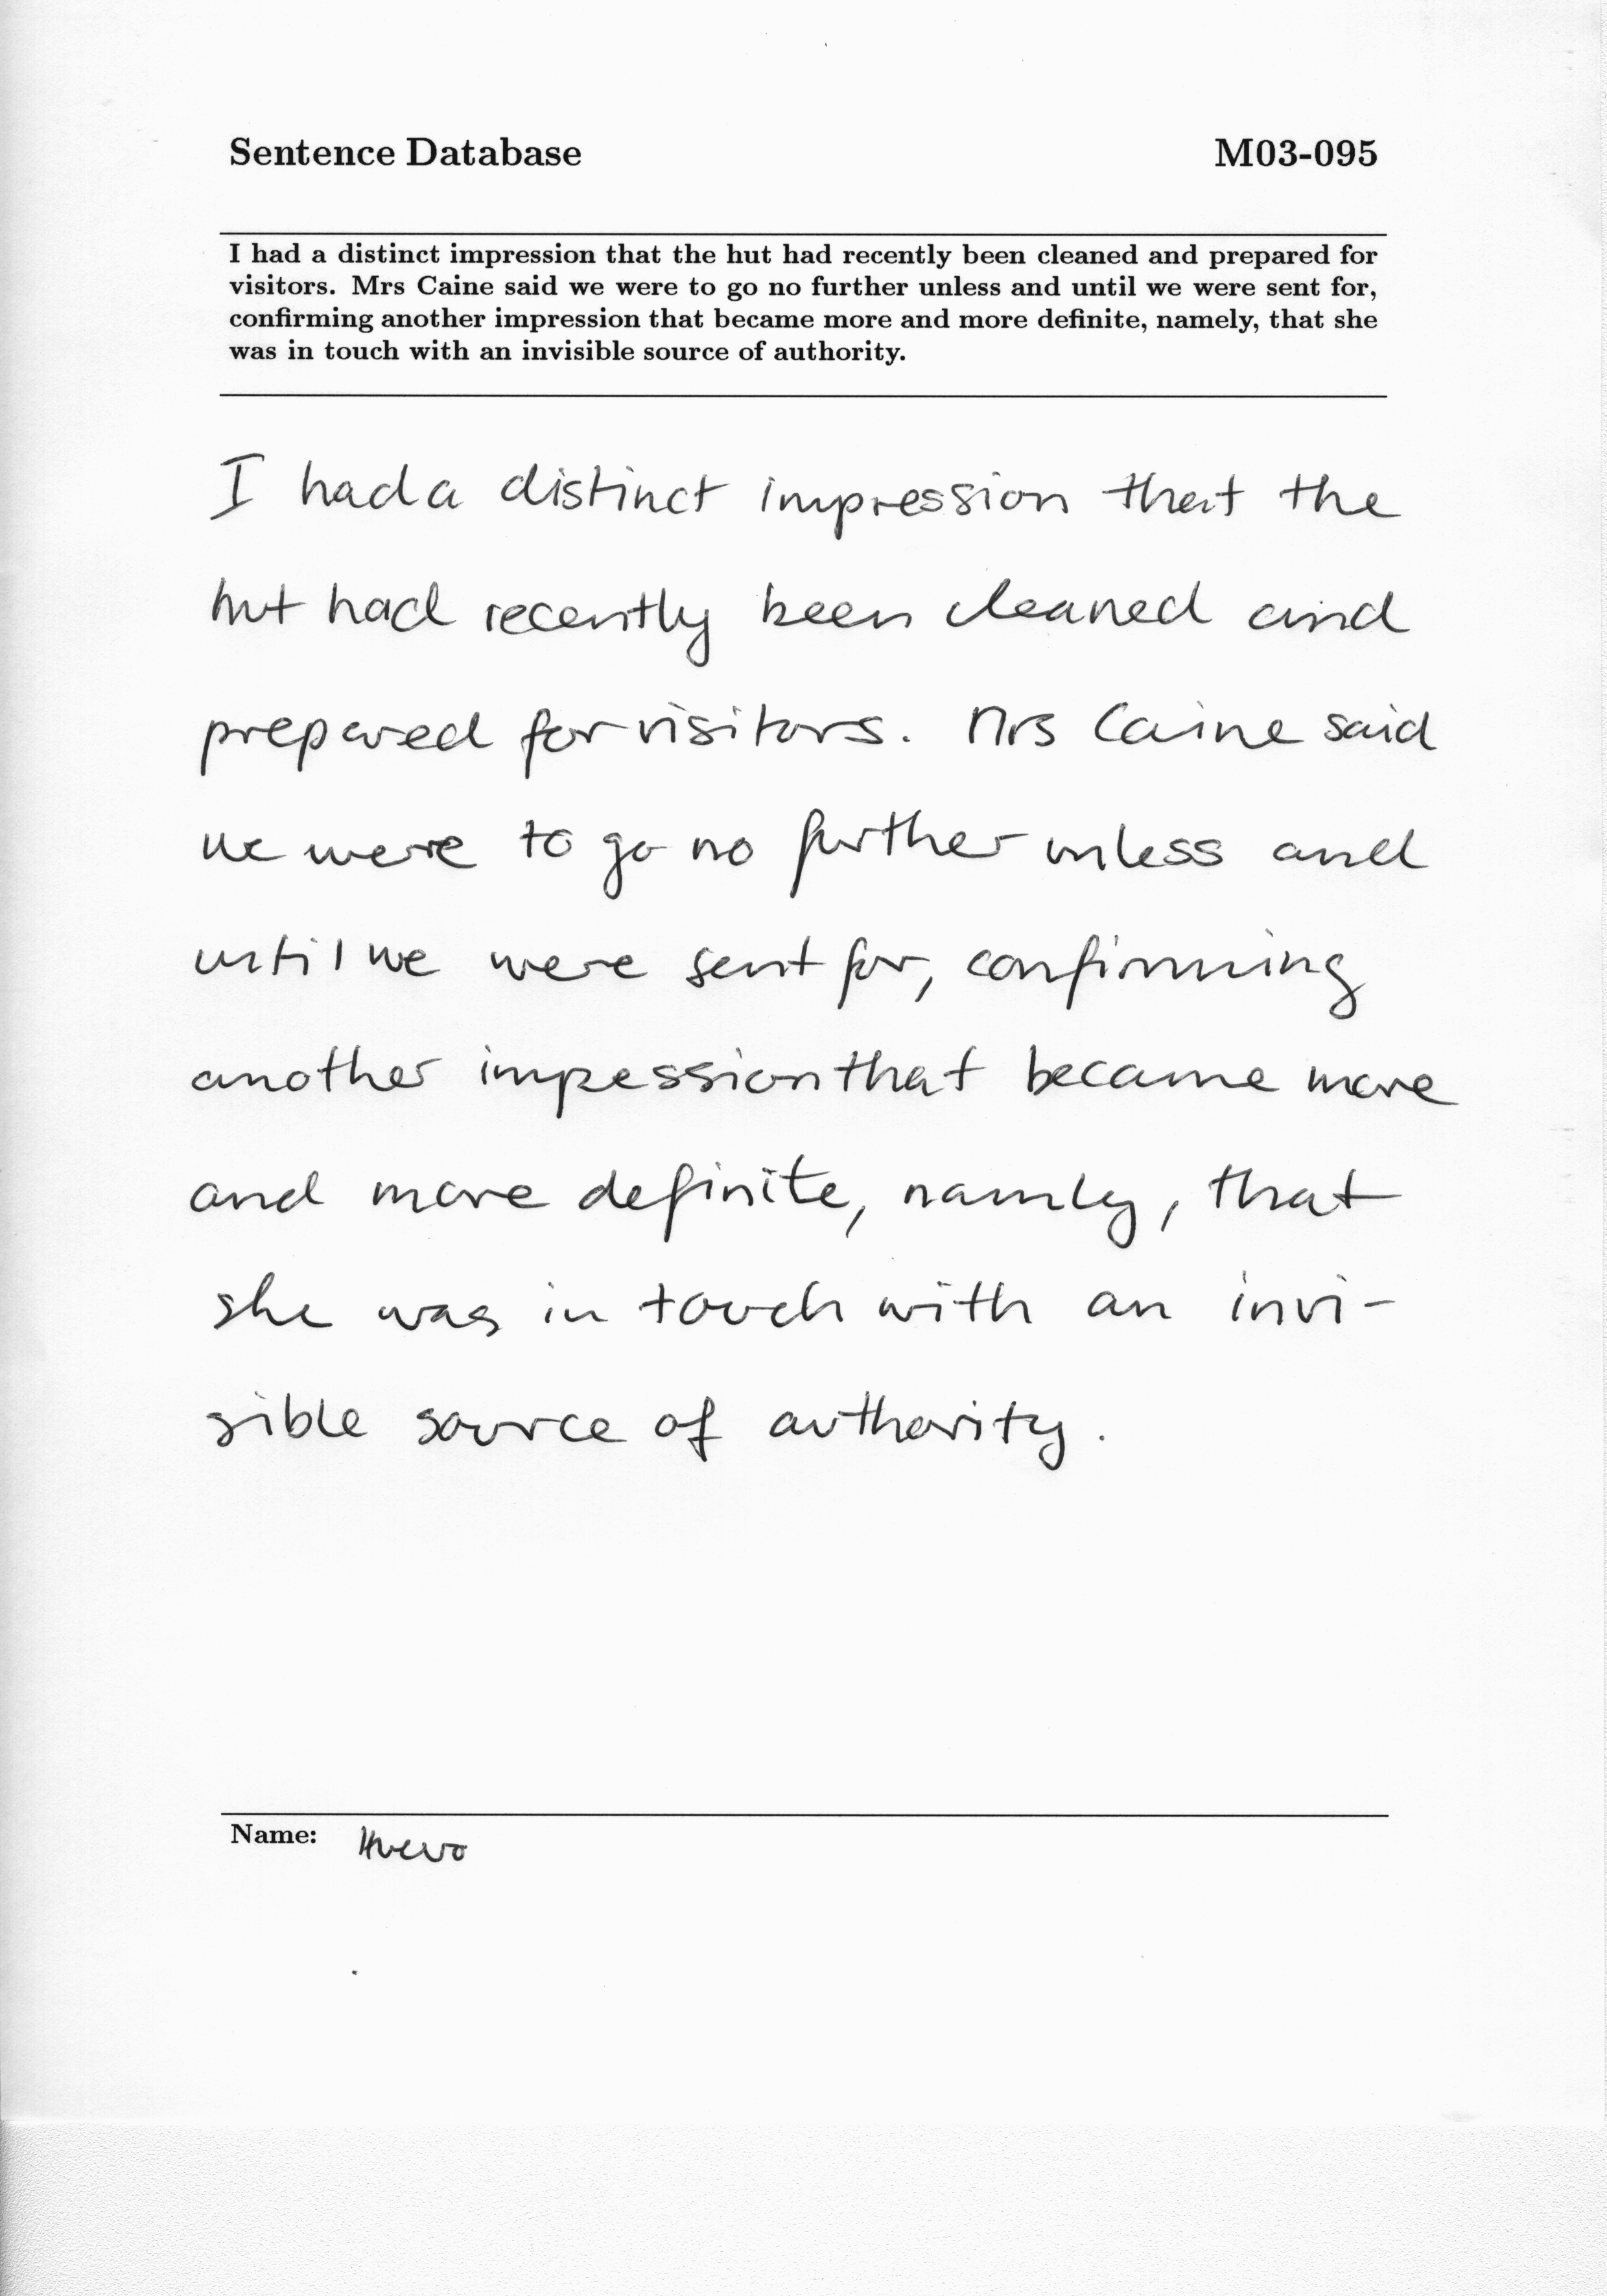 Sentence Database M03-095
I had a distinct impression that the hut had recently been cleaned and prepared for
visitors. Mrs Caine said we were to go no further unless and until we were sent for,
confirming another impression that became more and more definite, namely, that she
was in touch with an invisible source of authority.
I had a distinct impression that the
hut had recently been cleaned and
prepared for visitors. Mrs Caine said
we were to go no further unless and
until we were sent for, confirming
another impession that became more
and more definite, namly, that
she was in touch with an invi-
sible source of authority.
Name: